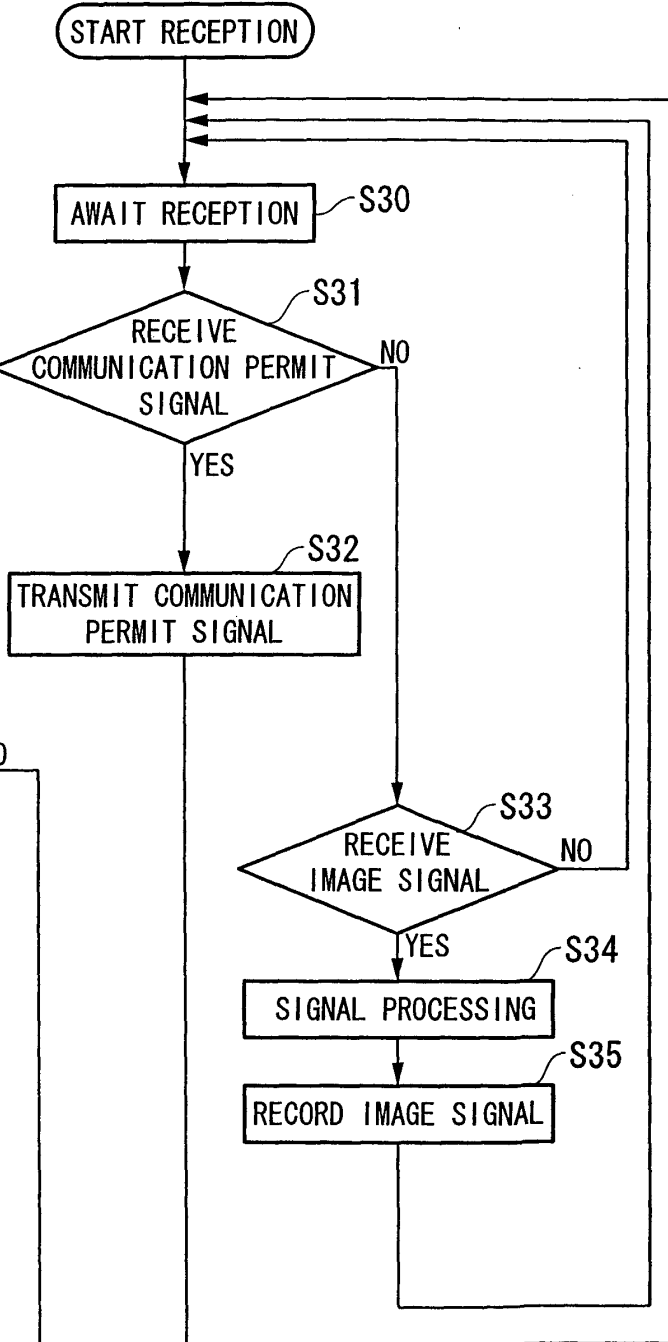 START RECEPTION
AWAIT RECEPTION
S30
S31
RECEIVE
COMMUNICATION PERMIT
SIGNAL
NO
YES
S32
TRANSMIT COMMUNICATION
PERMIT SIGNAL
S33
RECEIVE
IMAGE SIGNAL
NO
YES
S34
SIGNAL PROCESSING
S35
RECORD IMAGE SIGNAL